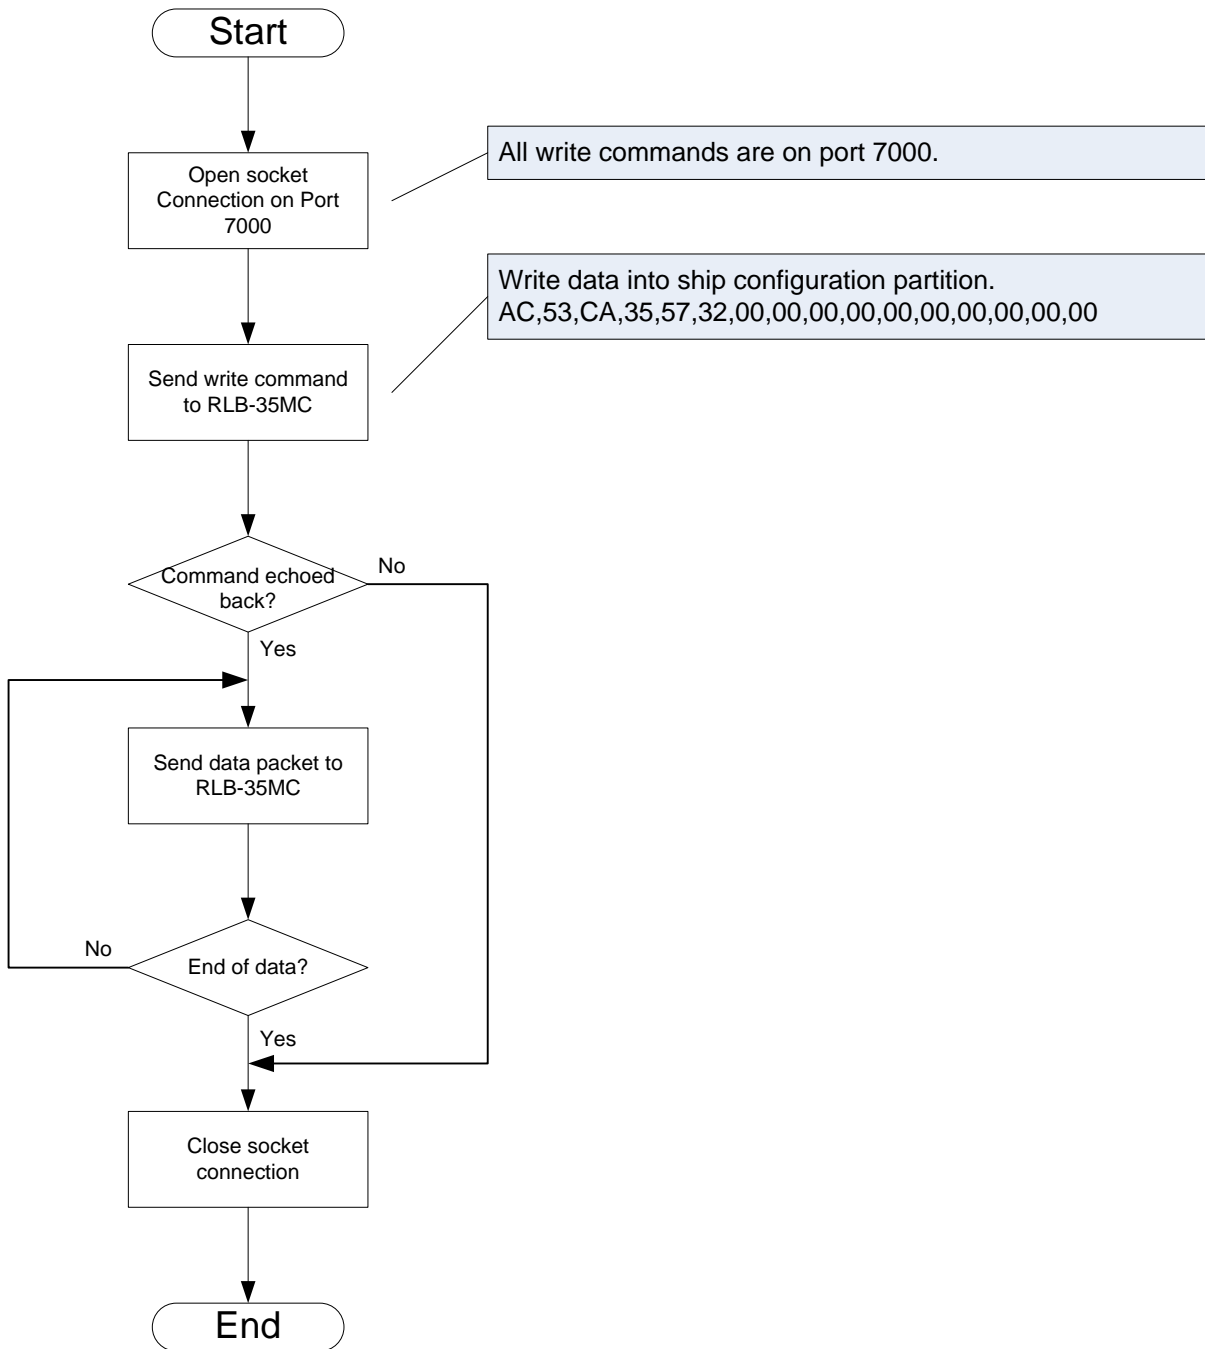 Start
All write commands are on port 7000.
Open socket
Connection on Port
7000
Write data into ship configuration partition.
AC,53,CA,35,57,32,00,00,00,00,00,00,00,00,00,00
Send write command
to RLB-35MC
Command echoed
back?
No
Yes
Send data packet to
RLB-35MC
No
End of data?
Yes
Close socket
connection
End